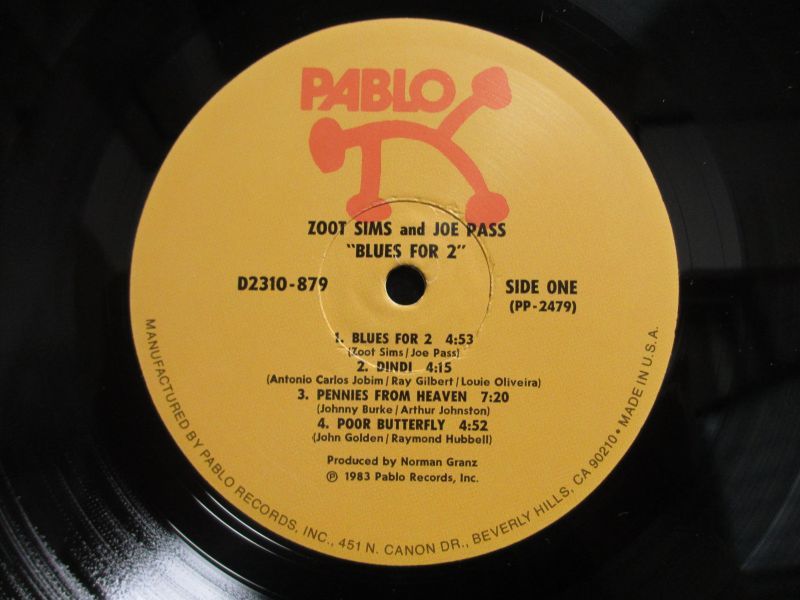 PABLO
ZOOT SIMS and JOE PASS
"BLUES FOR 2"
D2310-879
SIDE ONE
(PP-2479)
1. BLUES FOR 2 4:53
(Zoot Sims/Joe Pass)
2. DINDI 4:15
(Antonio Carlos Jobim/Ray Gilbert/Louie Oliveira)
3. PENNIES FROM HEAVEN 7:20
(Johnny Burke/Arthur Johnston)
4. POOR BUTTERFLY 4:52
(John Golden/Raymond Hubbell)
Produced by Norman Granz
℗ 1983 Pablo Records, Inc.
MANUFACTURED BY PABLO RECORDS, INC., 451 N. CANON DR., BEVERLY HILLS, CA 90210 • MADE IN U.S.A.